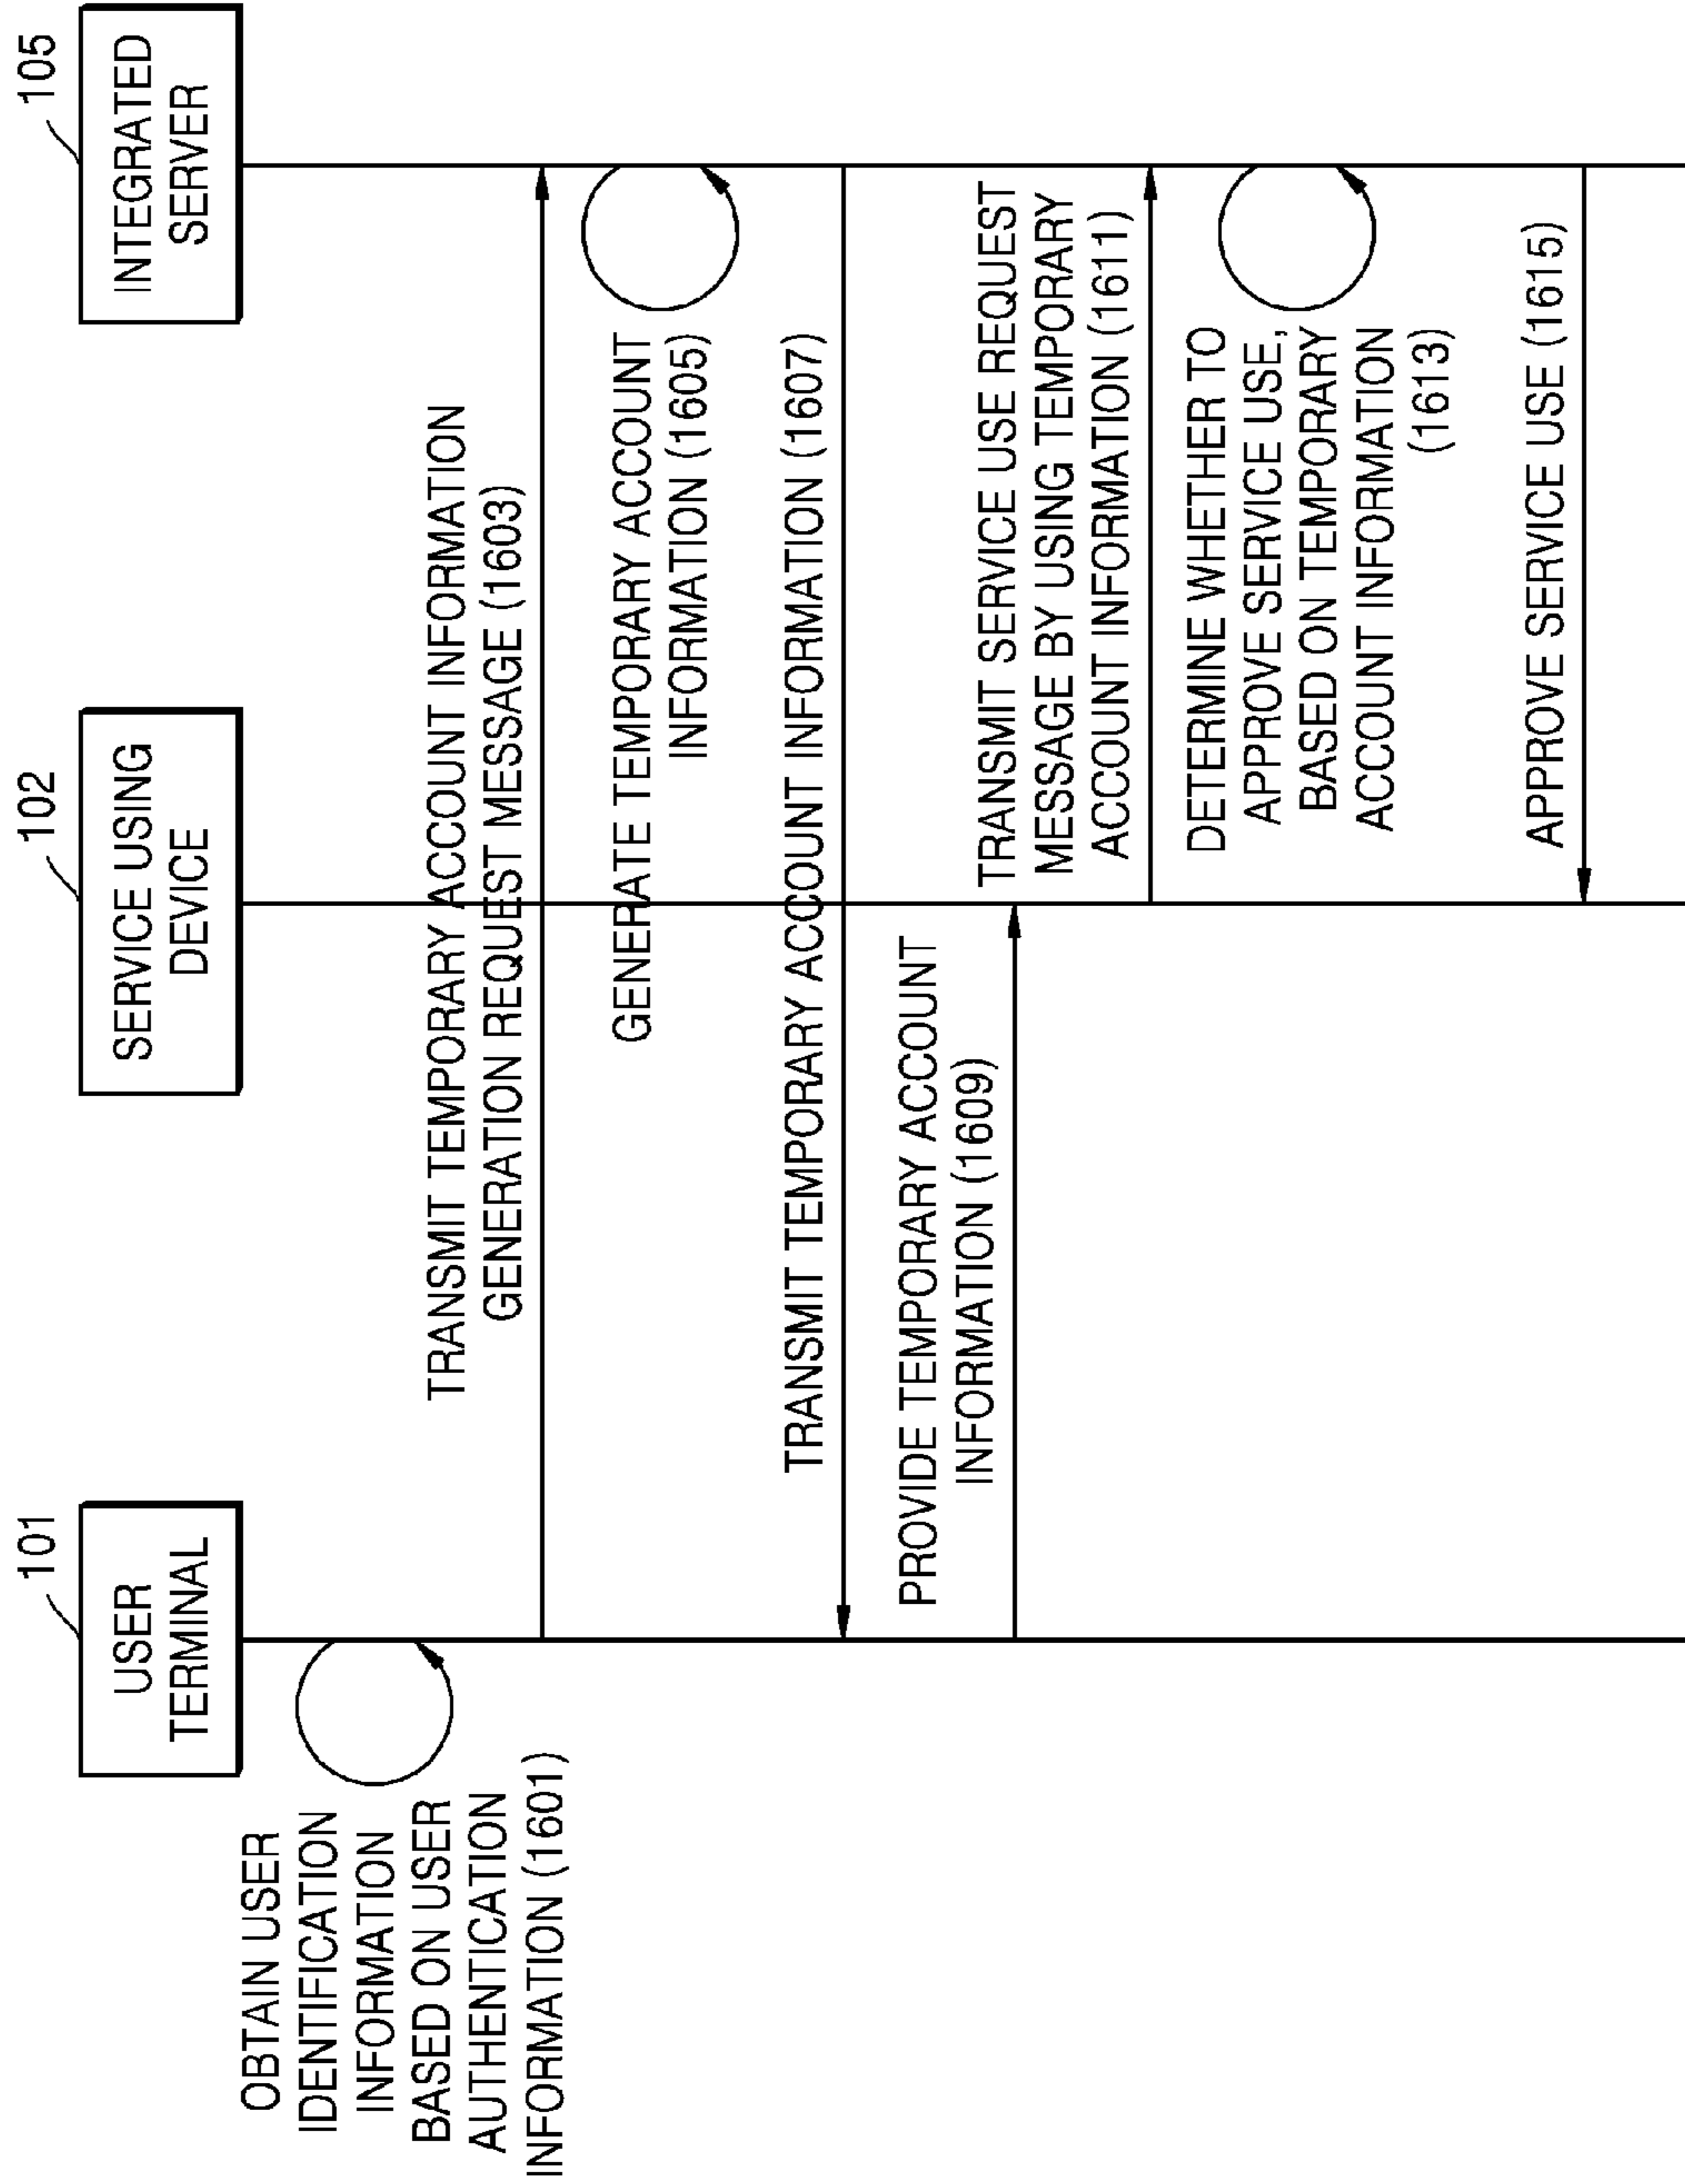 101
USER
TERMINAL
102
SERVICE USING
DEVICE
105
INTEGRATED
SERVER
OBTAIN USER
IDENTIFICATION
INFORMATION
BASED ON USER
AUTHENTICATION
INFORMATION (1601)
TRANSMIT TEMPORARY ACCOUNT INFORMATION
GENERATION REQUEST MESSAGE (1603)
GENERATE TEMPORARY ACCOUNT
INFORMATION (1605)
TRANSMIT TEMPORARY ACCOUNT INFORMATION (1607)
PROVIDE TEMPORARY ACCOUNT
INFORMATION (1609)
TRANSMIT SERVICE USE REQUEST
MESSAGE BY USING TEMPORARY
ACCOUNT INFORMATION (1611)
DETERMINE WHETHER TO
APPROVE SERVICE USE,
BASED ON TEMPORARY
ACCOUNT INFORMATION
(1613)
APPROVE SERVICE USE (1615)